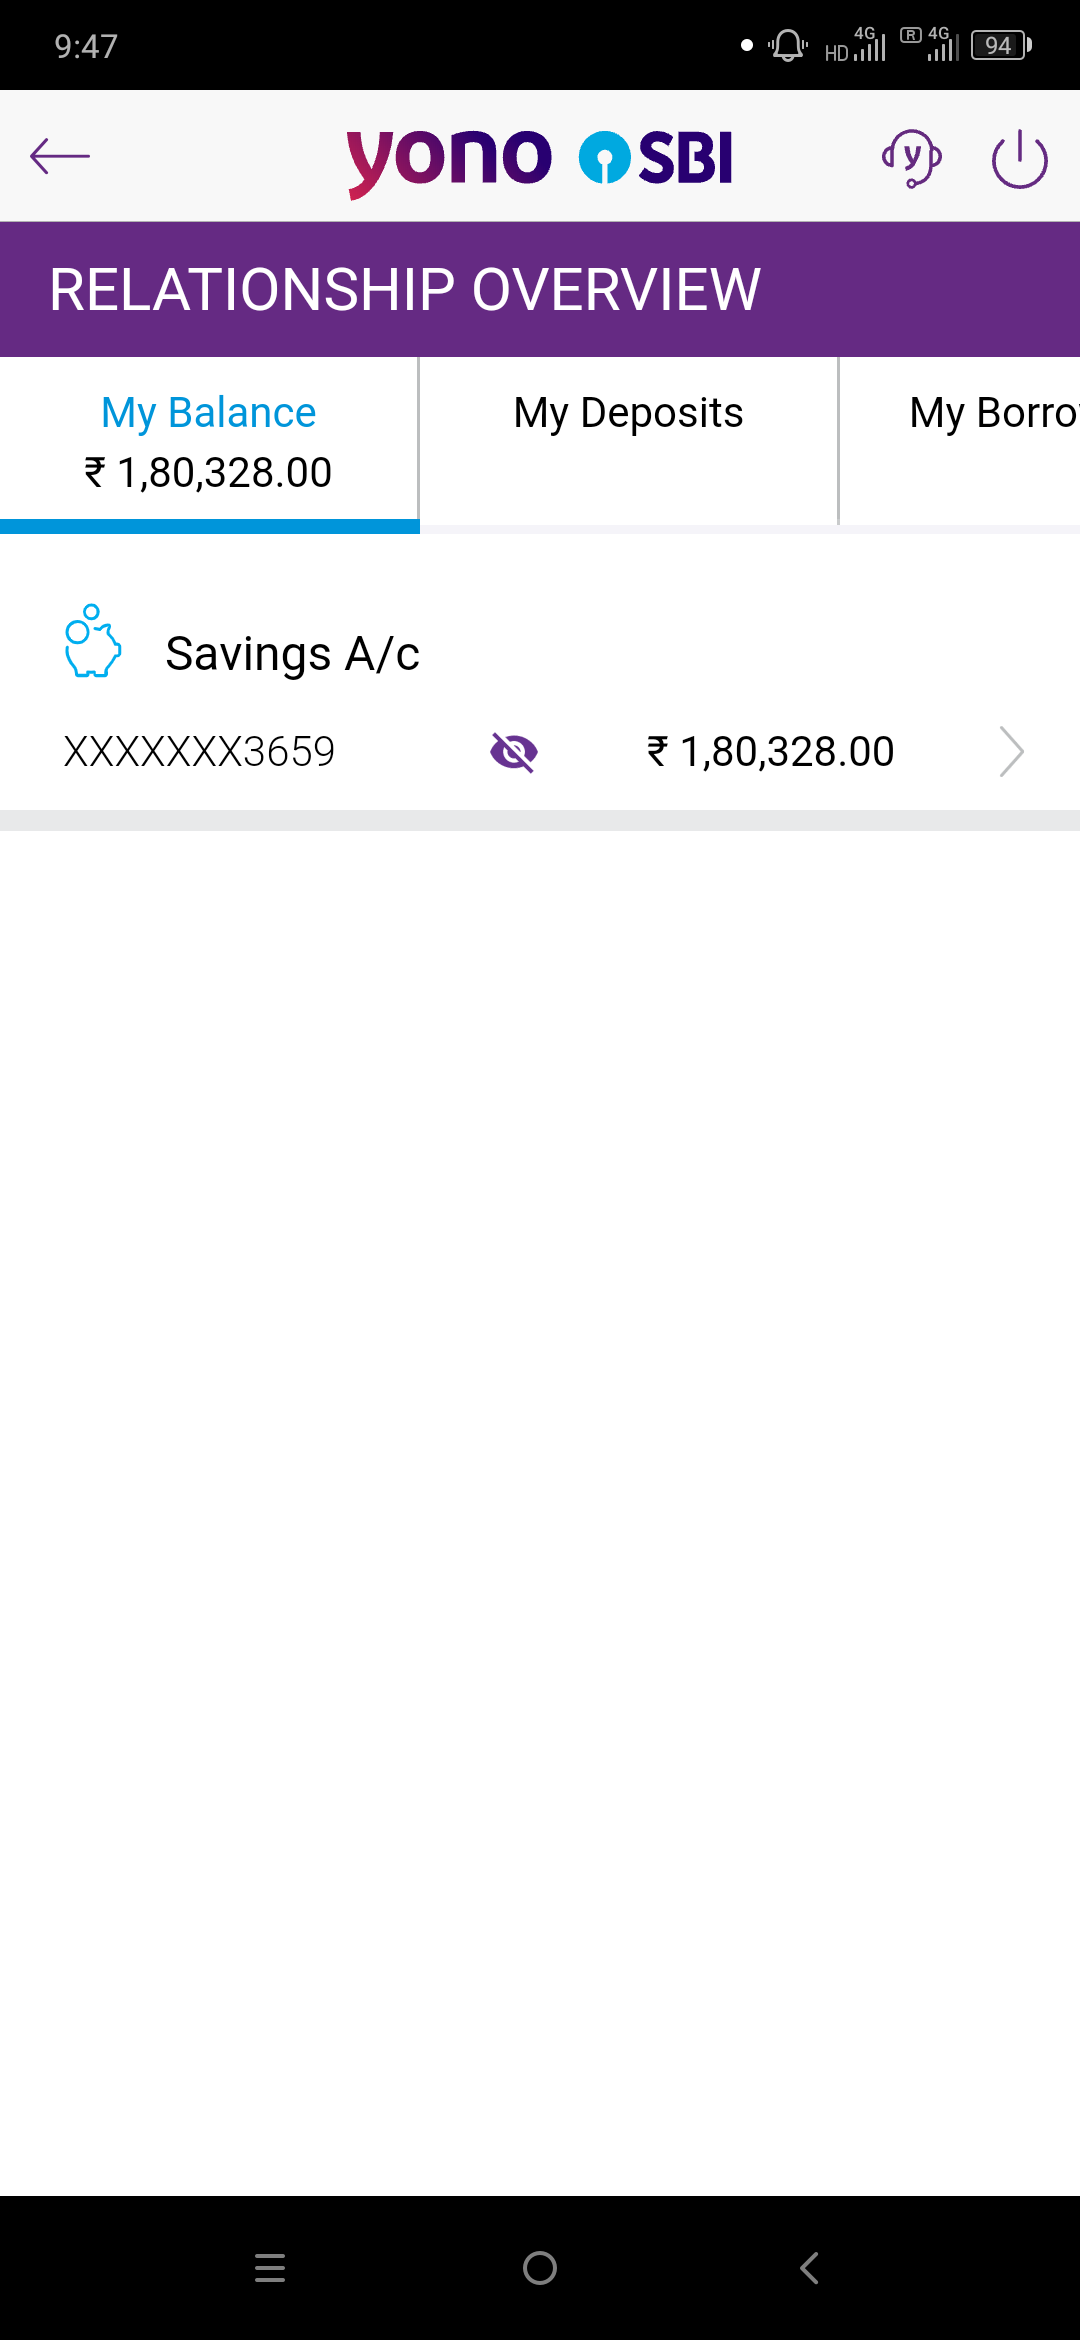 9:47
HD 4G R 4G 94
yono SBI
y
RELATIONSHIP OVERVIEW
My Balance
₹ 1,80,328.00
My Deposits
My Borro
Savings A/c
XXXXXXX3659
₹ 1,80,328.00